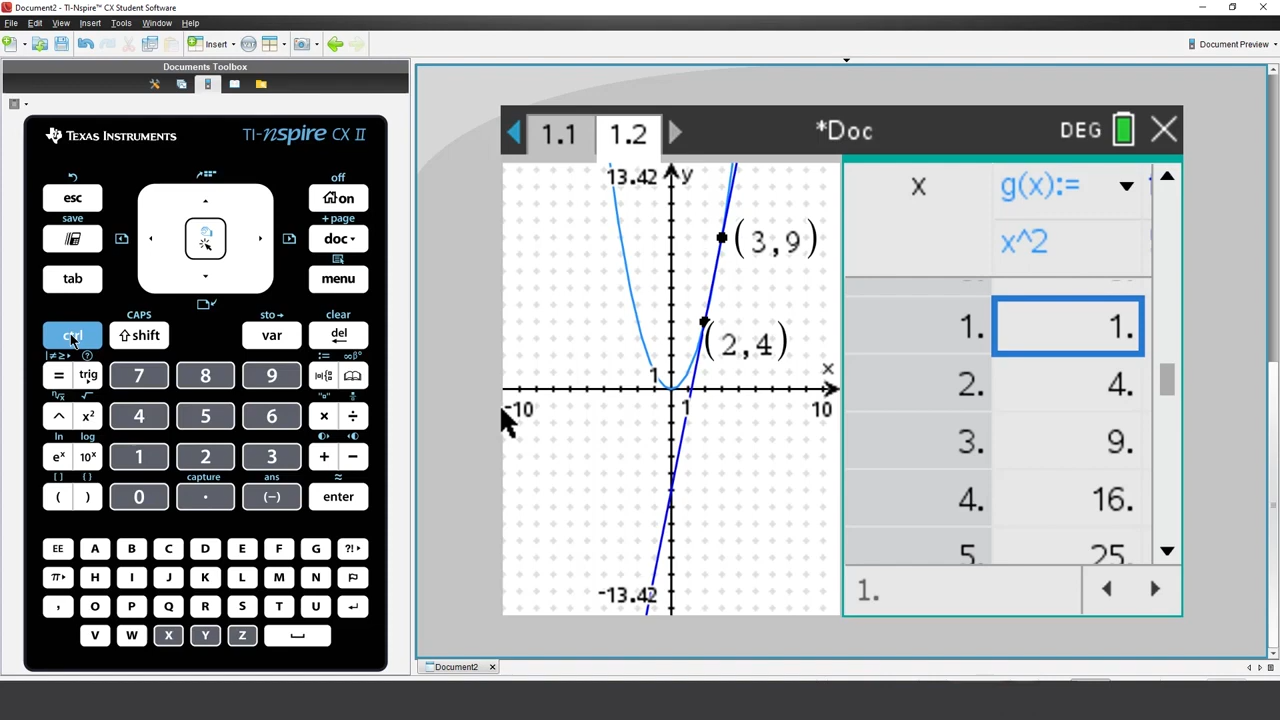 Document2 - TI-Nspire™ CX Student Software
File Edit View Insert Tools Window Help
Insert
Document Preview
Documents Toolbox
TEXAS INSTRUMENTS TI-nspire CX II
off
esc on
save + page
doc
tab menu
CAPS sto→ clear
ctrl shift var del
|≠≥▸ ? := ∞β°
= trig 7 8 9
ⁿ√x √ "▫" ÷
^ x² 4 5 6 × ÷
ln log
eˣ 10ˣ 1 2 3 + −
[ ] { } capture ans ≈
( ) 0 . (−) enter
EE A B C D E F G ?!▸
π▸ H I J K L M N
, O P Q R S T U
V W X Y Z
1.1 1.2 *Doc DEG
13.42 y
(3,9)
(2,4)
1
x
-10 1 10
-13.42
x g(x):=
x^2
1. 1.
2. 4.
3. 9.
4. 16.
5. 25.
1.
Document2